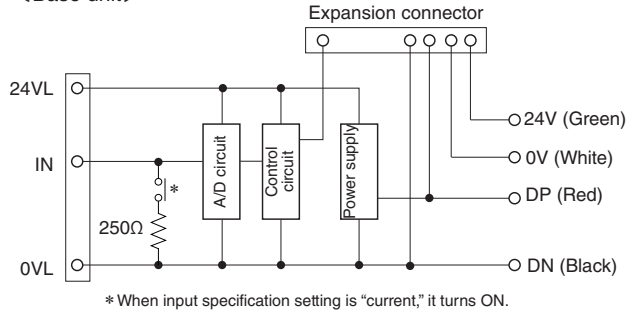 Expansion connector
24VL
24V (Green)
0V (White)
IN
A/D circuit
Control
circuit
Power supply
*
DP (Red)
250Ω
0VL
DN (Black)
* When input specification setting is “current,” it turns ON.